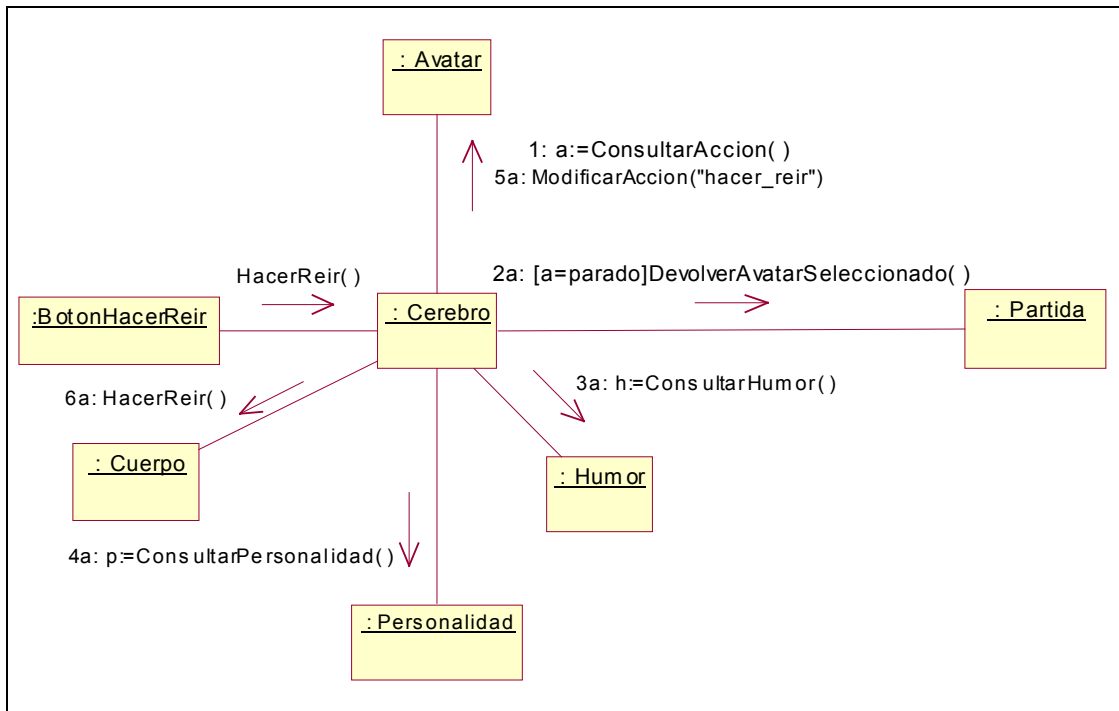 : Avatar
1: a:=ConsultarAccion( )
5a: ModificarAccion("hacer_reir")
HacerReir( )
2a: [a=parado]DevolverAvatarSeleccionado( )
:BotonHacerReir
: Cerebro
: Partida
3a: h:=ConsultarHumor( )
6a: HacerReir( )
: Cuerpo
: Humor
4a: p:=ConsultarPersonalidad( )
: Personalidad